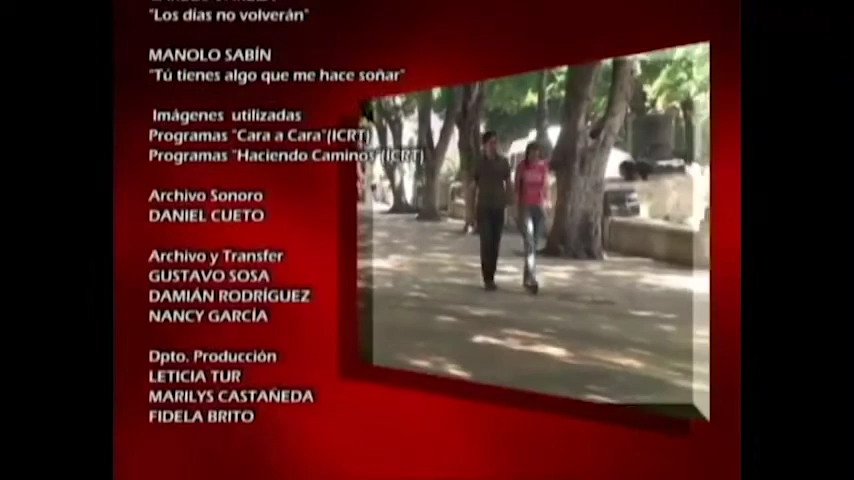 "Los días no volverán"
MANOLO SABÍN
"Tú tienes algo que me hace soñar"
Imágenes utilizadas
Programas "Cara a Cara"(ICRT)
Programas "Haciendo Caminos"(ICRT)
Archivo Sonoro
DANIEL CUETO
Archivo y Transfer
GUSTAVO SOSA
DAMIÁN RODRÍGUEZ
NANCY GARCÍA
Dpto. Producción
LETICIA TUR
MARILYS CASTAÑEDA
FIDELA BRITO